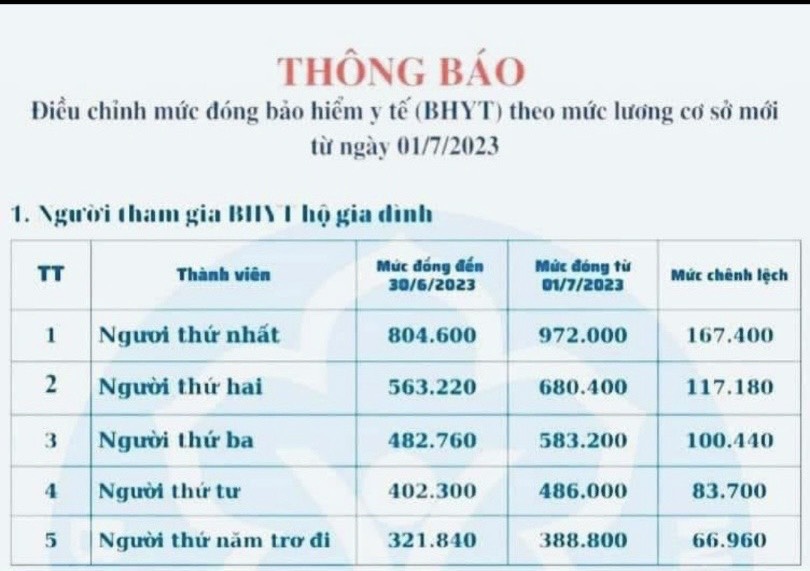 THÔNG BÁO
Điều chỉnh mức đóng bảo hiểm y tế (BHYT) theo mức lương cơ sở mới
từ ngày 01/7/2023
1. Người tham gia BHYT hộ gia đình
TT Thành viên Mức đóng đến 30/6/2023 Mức đóng từ 01/7/2023 Mức chênh lệch
1 Ngươi thứ nhất 804.600 972.000 167.400
2 Người thứ hai 563.220 680.400 117.180
3 Người thứ ba 482.760 583.200 100.440
4 Người thứ tư 402.300 486.000 83.700
5 Người thứ năm trơ đi 321.840 388.800 66.960